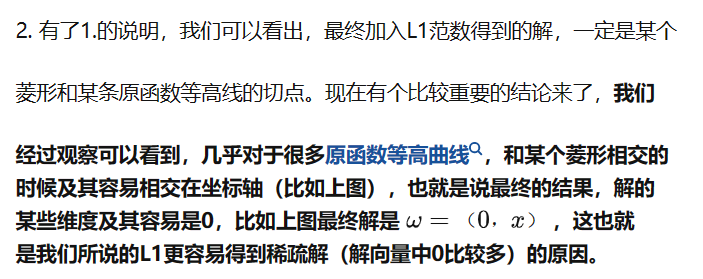 2. 有了1.的说明，我们可以看出，最终加入L1范数得到的解，一定是某个
菱形和某条原函数等高线的切点。现在有个比较重要的结论来了，我们
经过观察可以看到，几乎对于很多原函数等高曲线，和某个菱形相交的
时候及其容易相交在坐标轴（比如上图），也就是说最终的结果，解的
某些维度及其容易是0，比如上图最终解是 ω = （0，x） ，这也就
是我们所说的L1更容易得到稀疏解（解向量中0比较多）的原因。